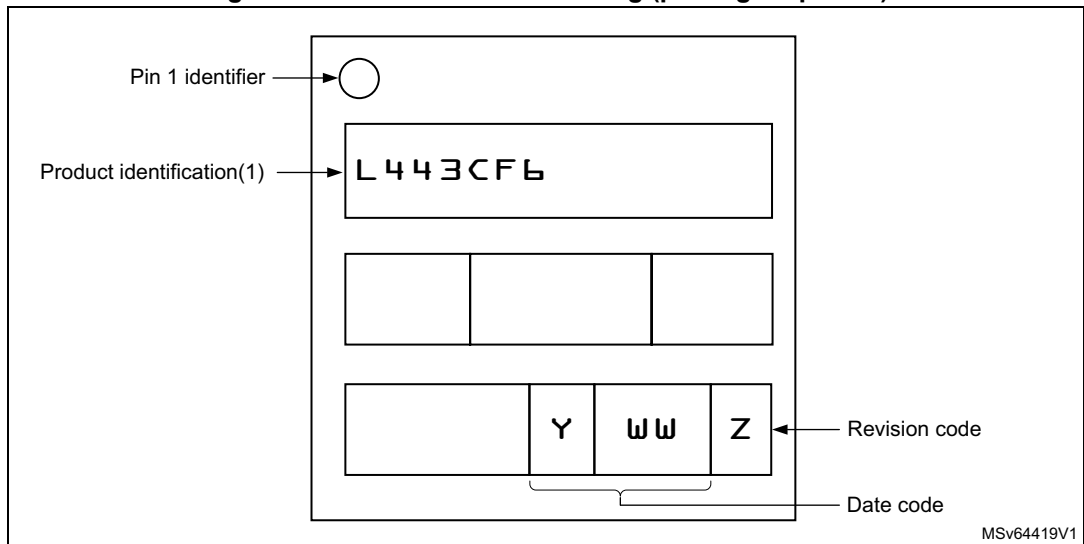 Pin 1 identifier
Product identification(1)
L443CF6
Y WW Z
Revision code
Date code
MSv64419V1